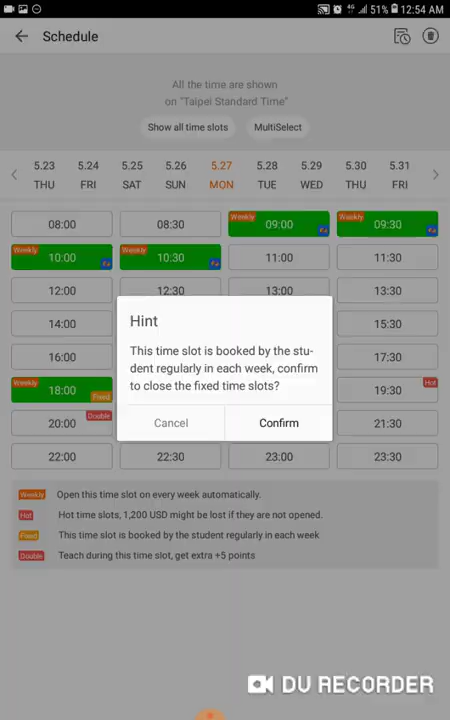 4G 51% 12:54 AM
Schedule
All the time are shown
on "Taipei Standard Time"
Show all time slots MultiSelect
5.23 5.24 5.25 5.26 5.27 5.28 5.29 5.30 5.31
THU FRI SAT SUN MON TUE WED THU FRI
08:00 08:30 Weekly 09:00 Weekly 09:30
Weekly 10:00 Weekly 10:30 11:00 11:30
12:00 12:30 13:00 13:30
14:00 15:30
16:00 17:30
Weekly 18:00 Fixed 19:30 Hot
20:00 Double 21:30
22:00 22:30 23:00 23:30
Hint
This time slot is booked by the stu-
dent regularly in each week, confirm
to close the fixed time slots?
Cancel Confirm
Weekly Open this time slot on every week automatically.
Hot Hot time slots, 1,200 USD might be lost if they are not opened.
Fixed This time slot is booked by the student regularly in each week
Double Teach during this time slot, get extra +5 points
DU RECORDER